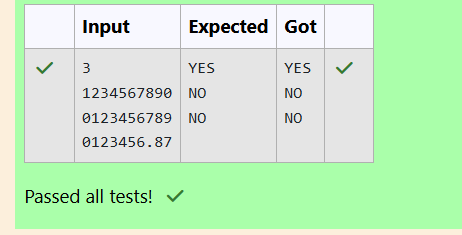 Input Expected Got
3 YES YES
1234567890 NO NO
0123456789 NO NO
0123456.87
Passed all tests!